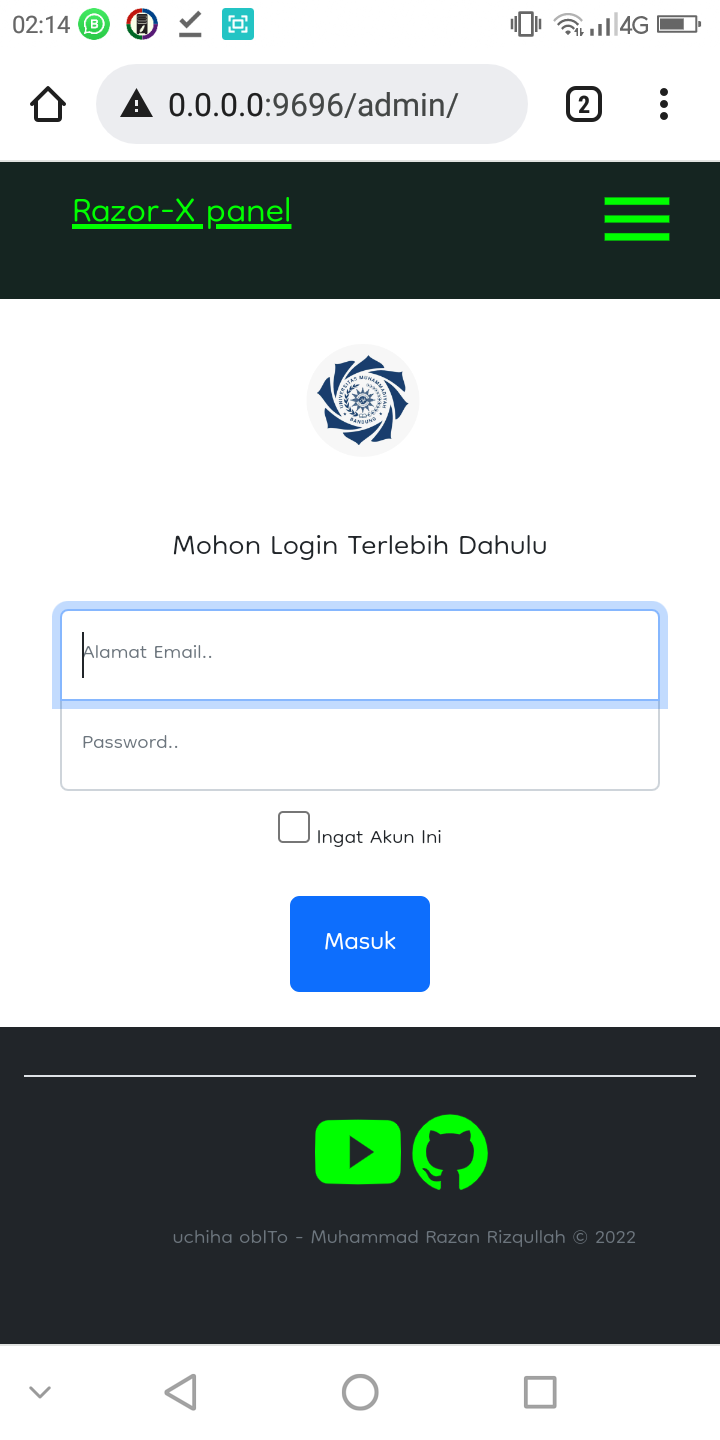 02:14
4G
0.0.0.0:9696/admin/
2
Razor-X panel
UNIVERSITAS MUHAMMADIYAH
BANDUNG
Mohon Login Terlebih Dahulu
Alamat Email..
Password..
Ingat Akun Ini
Masuk
uchiha obITo - Muhammad Razan Rizqullah © 2022